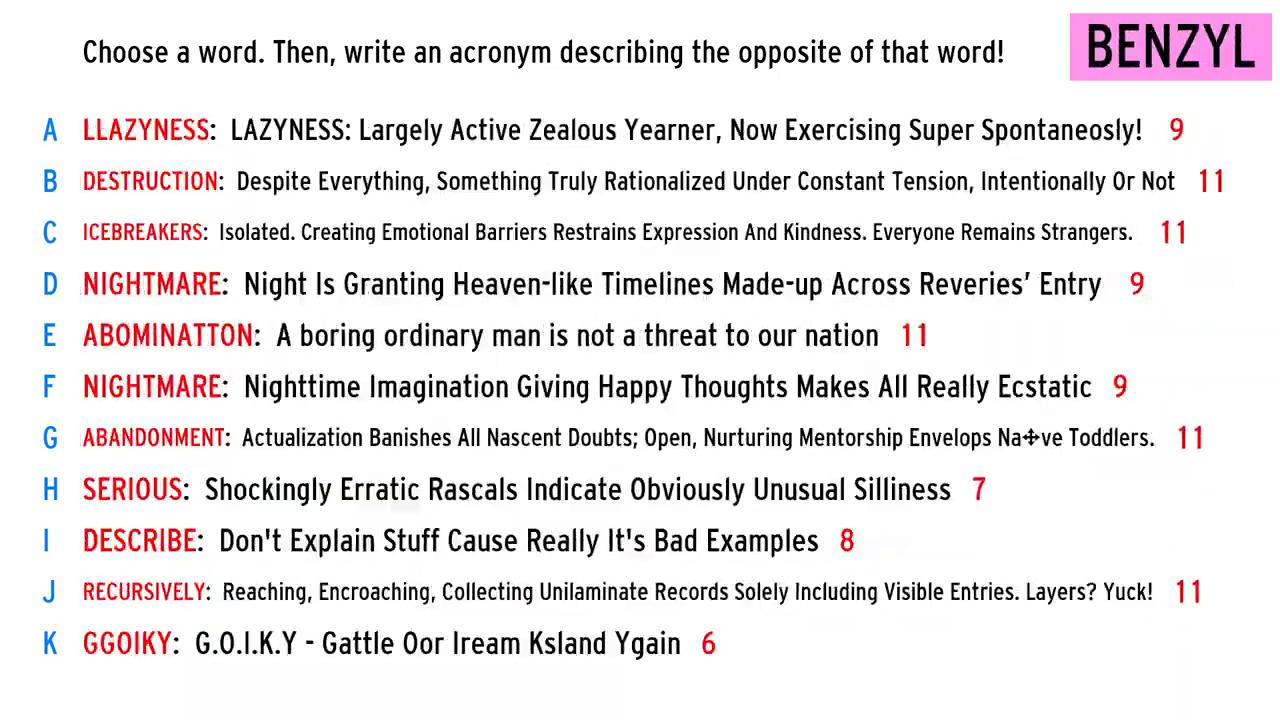 Choose a word. Then, write an acronym describing the opposite of that word!
BENZYL
A LLAZYNESS: LAZYNESS: Largely Active Zealous Yearner, Now Exercising Super Spontaneosly! 9
B DESTRUCTION: Despite Everything, Something Truly Rationalized Under Constant Tension, Intentionally Or Not 11
C ICEBREAKERS: Isolated. Creating Emotional Barriers Restrains Expression And Kindness. Everyone Remains Strangers. 11
D NIGHTMARE: Night Is Granting Heaven-like Timelines Made-up Across Reveries’ Entry 9
E ABOMINATTON: A boring ordinary man is not a threat to our nation 11
F NIGHTMARE: Nighttime Imagination Giving Happy Thoughts Makes All Really Ecstatic 9
G ABANDONMENT: Actualization Banishes All Nascent Doubts; Open, Nurturing Mentorship Envelops Na✣ve Toddlers. 11
H SERIOUS: Shockingly Erratic Rascals Indicate Obviously Unusual Silliness 7
I DESCRIBE: Don't Explain Stuff Cause Really It's Bad Examples 8
J RECURSIVELY: Reaching, Encroaching, Collecting Unilaminate Records Solely Including Visible Entries. Layers? Yuck! 11
K GGOIKY: G.O.I.K.Y - Gattle Oor Iream Ksland Ygain 6